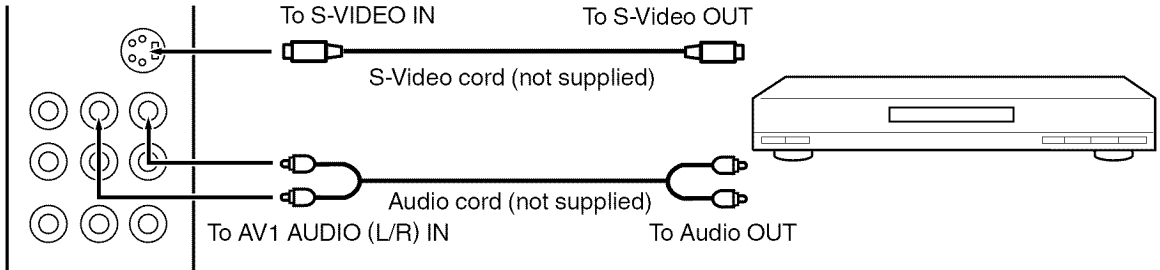 To S-VIDEO IN
To S-Video OUT
S-Video cord (not supplied)
Audio cord (not supplied)
To AV1 AUDIO (L/R) IN
To Audio OUT